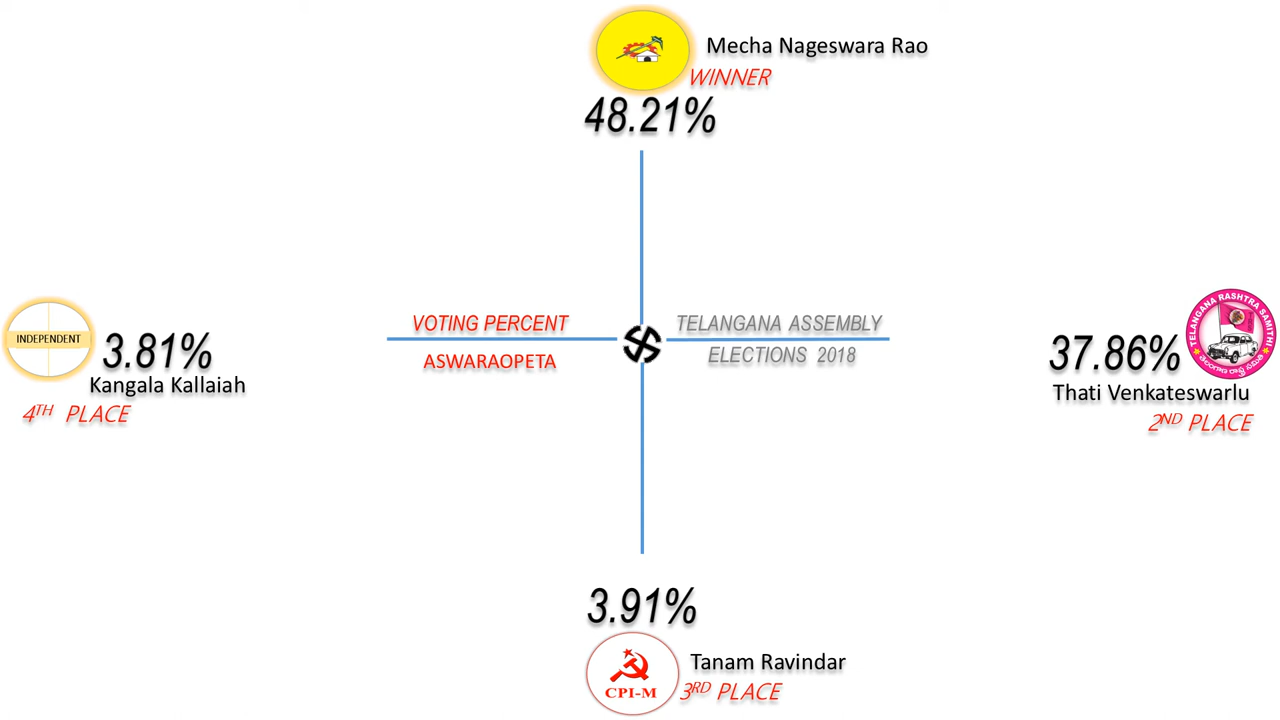 Mecha Nageswara Rao
WINNER
48.21%
VOTING PERCENT
ASWARAOPETA
TELANGANA ASSEMBLY
ELECTIONS 2018
INDEPENDENT
3.81%
Kangala Kallaiah
4TH PLACE
TELANGANA RASHTRA SAMITHI
తెలంగాణ రాష్ట్ర సమితి
37.86%
Thati Venkateswarlu
2ND PLACE
3.91%
CPI-M
Tanam Ravindar
3RD PLACE